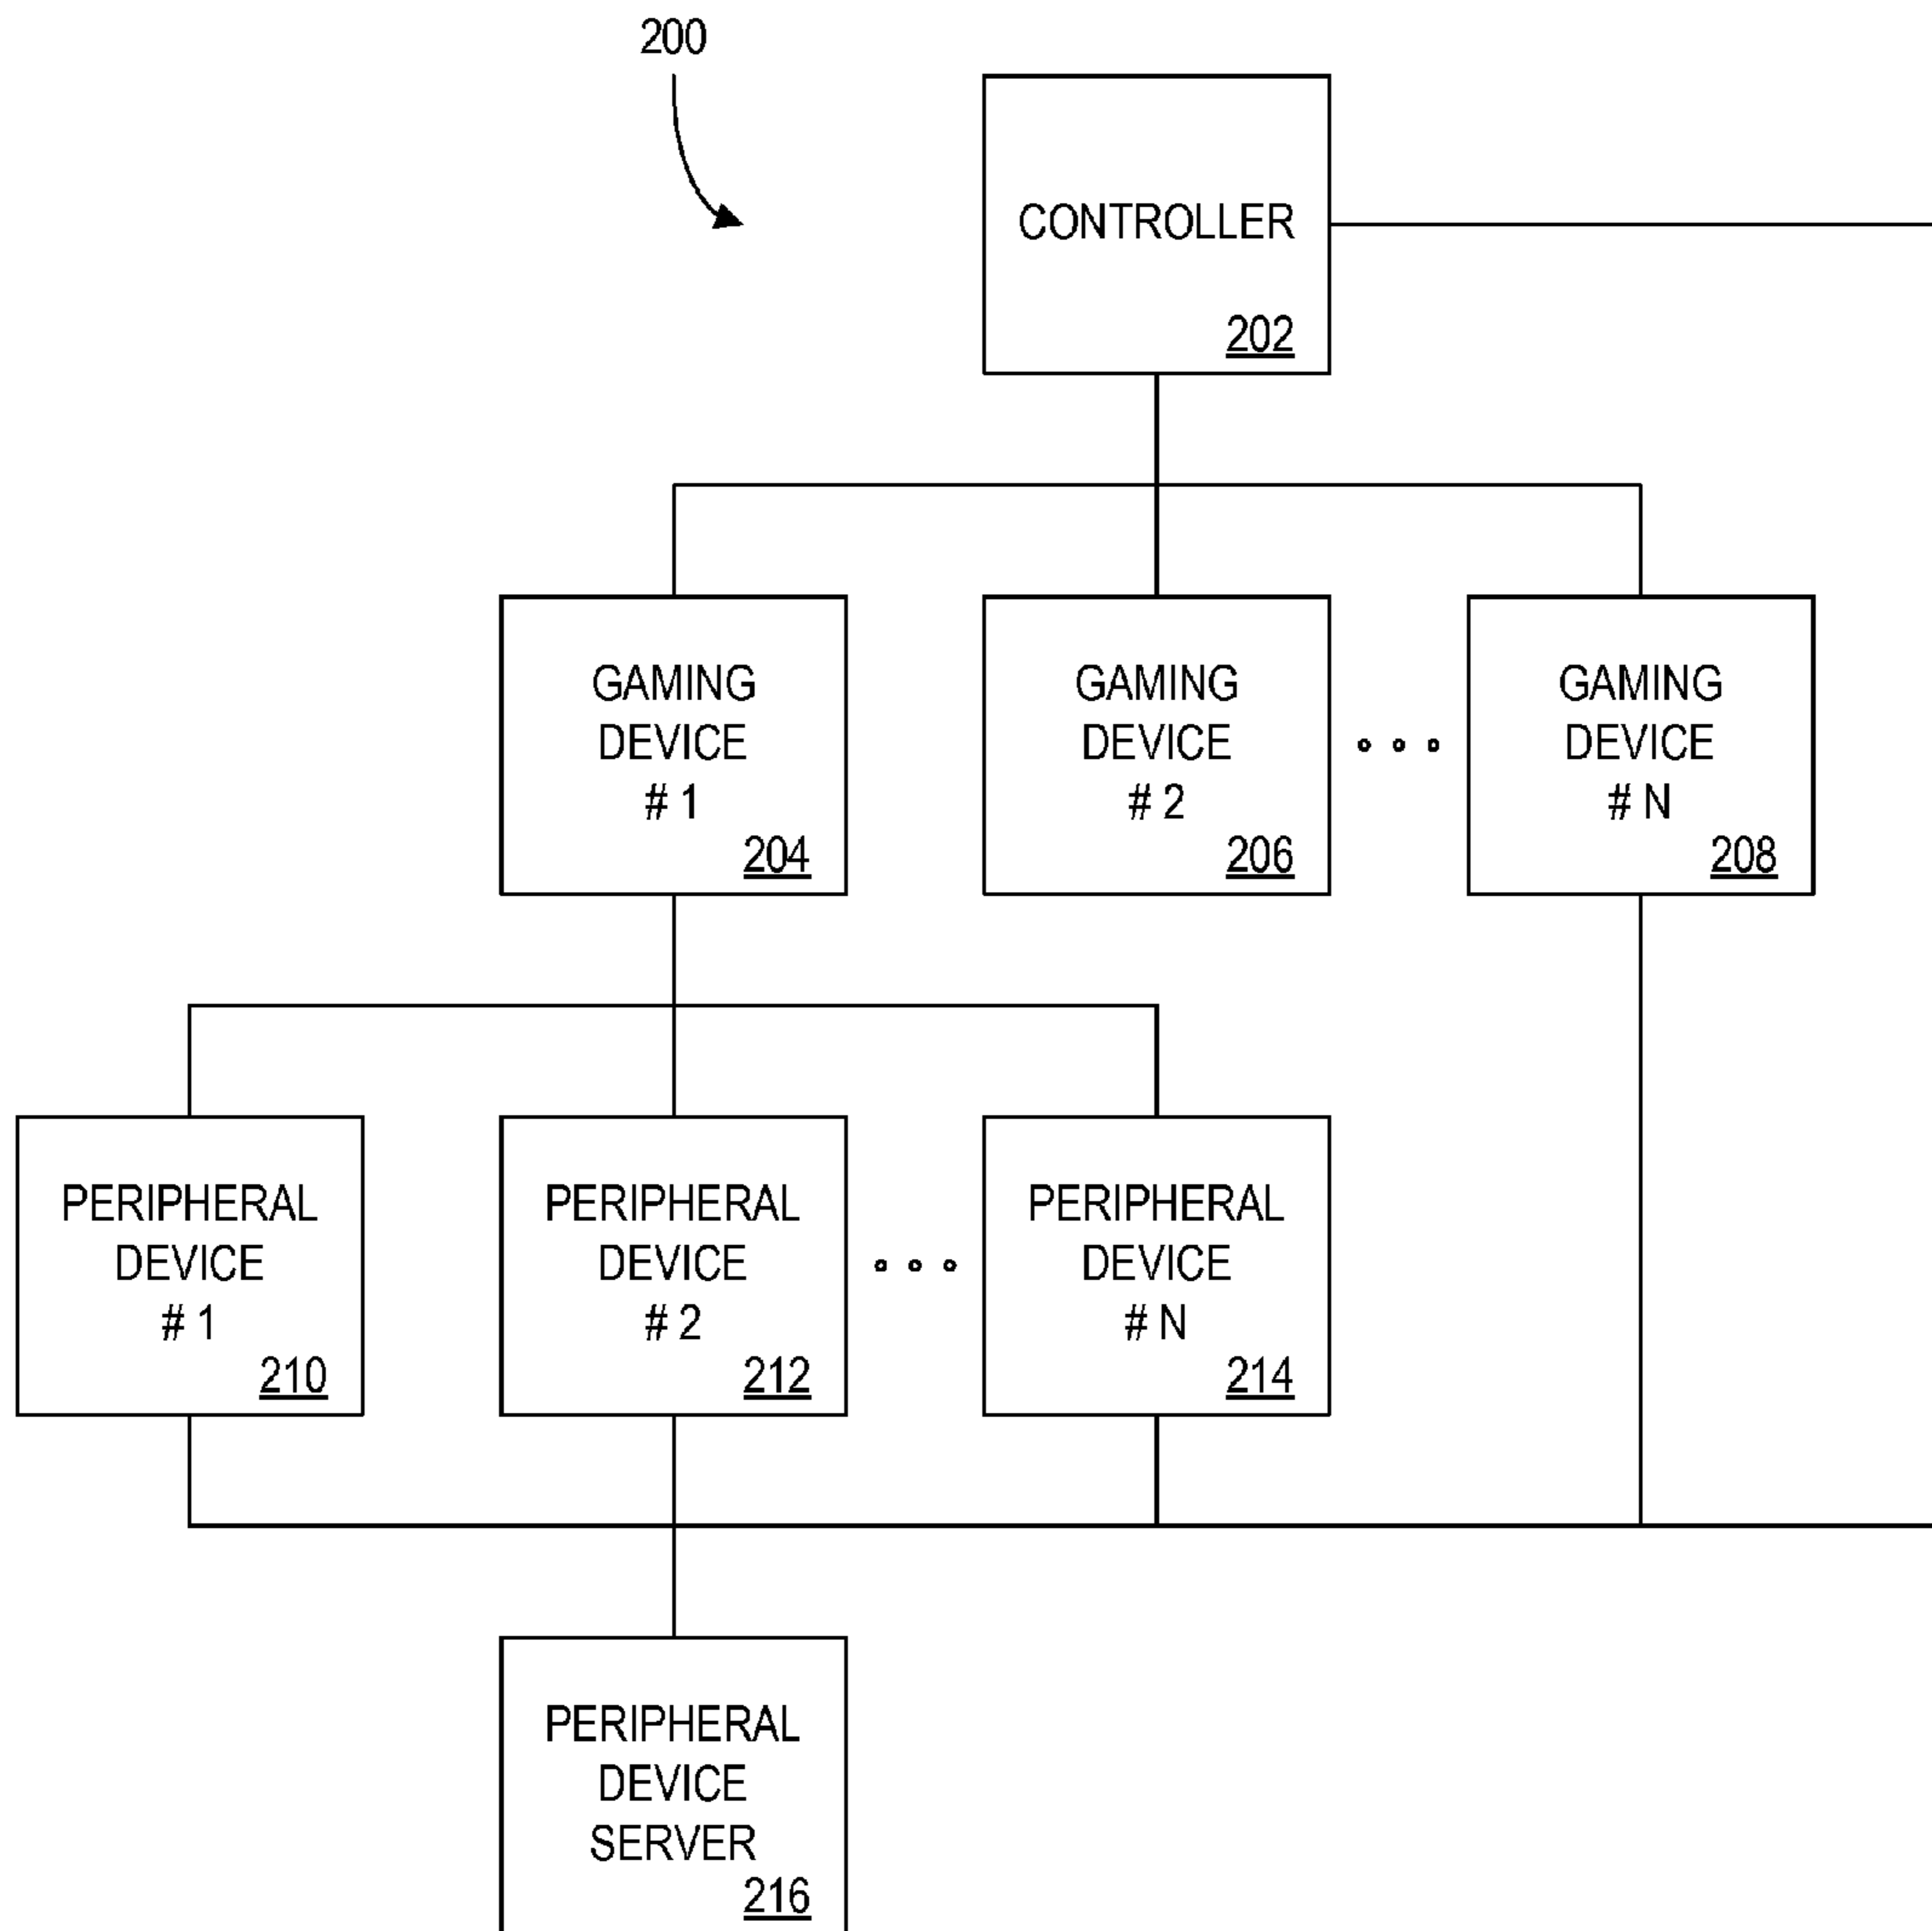 200
CONTROLLER
202
GAMING
DEVICE
# 1
204
GAMING
DEVICE
# 2
206
GAMING
DEVICE
# N
208
PERIPHERAL
DEVICE
# 1
210
PERIPHERAL
DEVICE
# 2
212
PERIPHERAL
DEVICE
# N
214
PERIPHERAL
DEVICE
SERVER
216